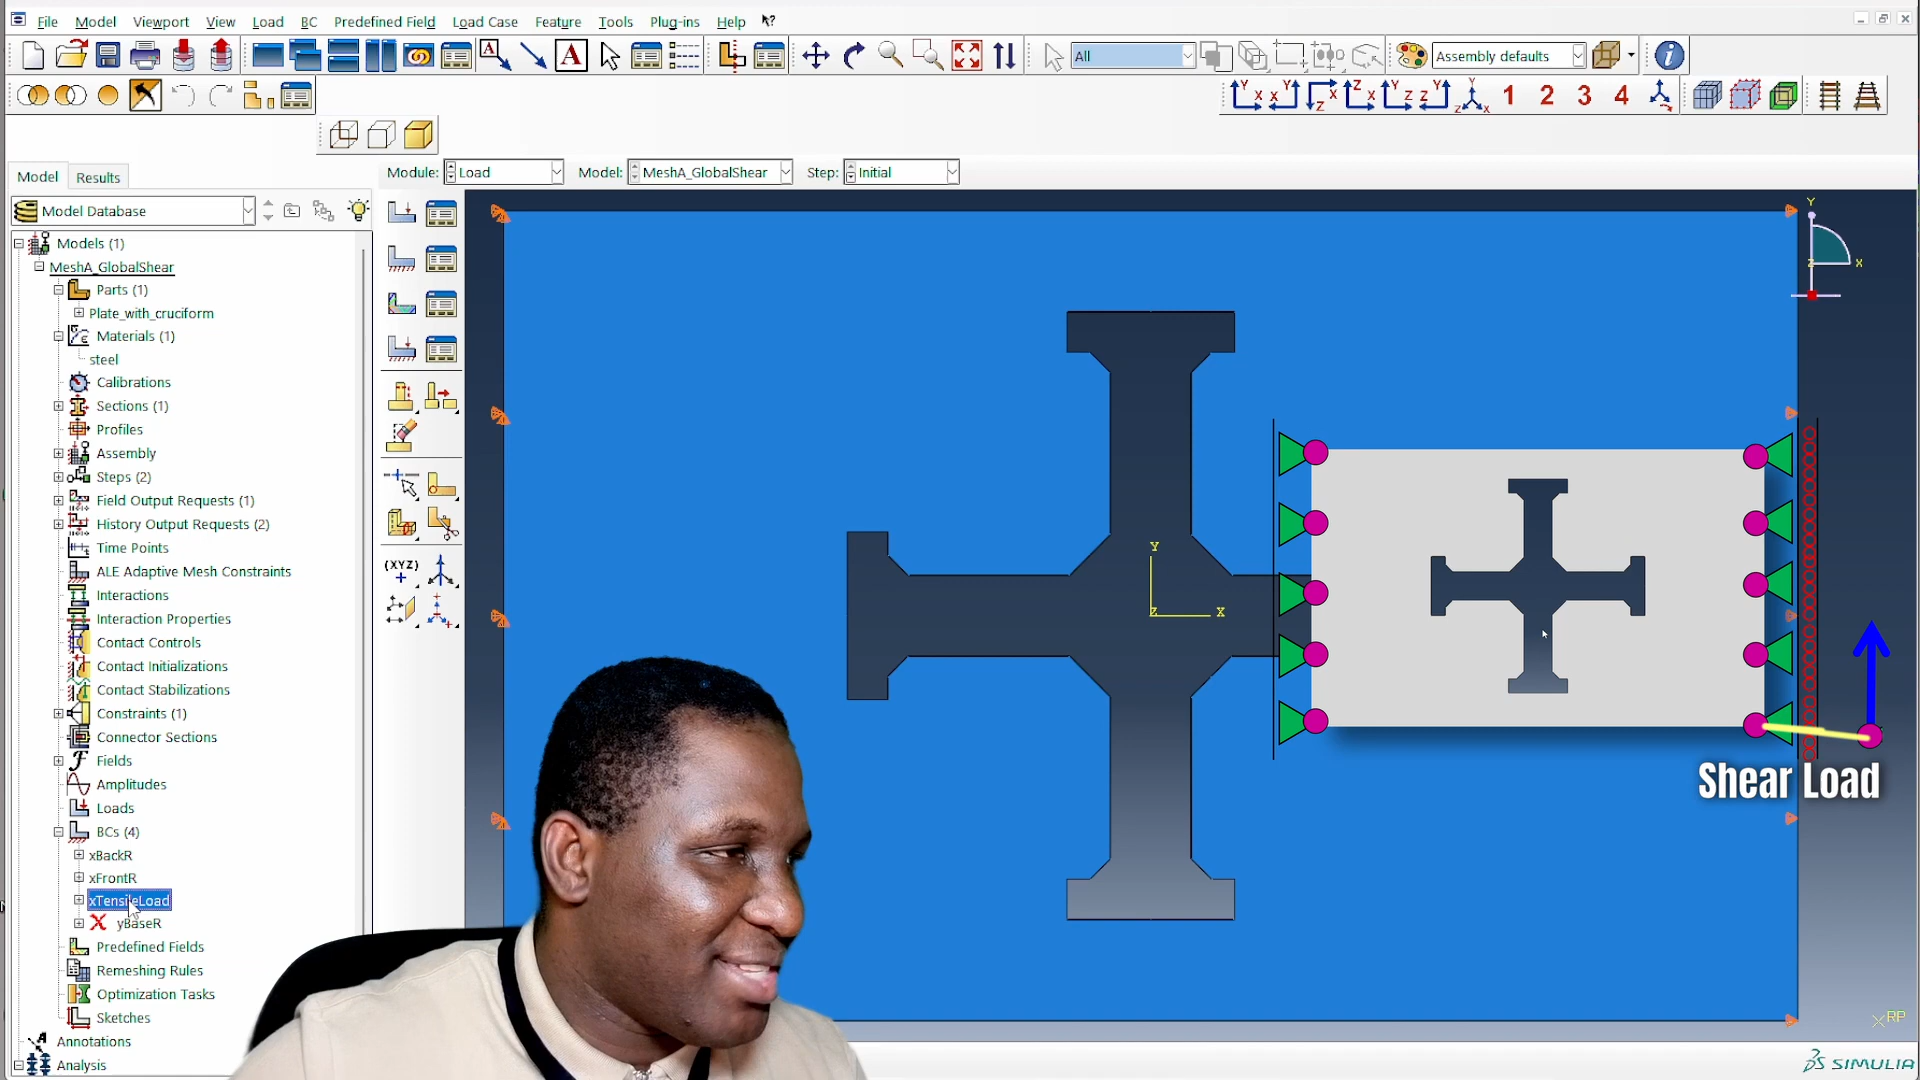 File Model Viewport View Load BC Predefined Field Load Case Feature Tools Plug-ins Help
All
Assembly defaults
1 2 3 4
Model Results
Module: Load Model: MeshA_GlobalShear Step: Initial
Model Database
Models (1)
MeshA_GlobalShear
Parts (1)
Plate_with_cruciform
Materials (1)
steel
Calibrations
Sections (1)
Profiles
Assembly
Steps (2)
Field Output Requests (1)
History Output Requests (2)
Time Points
ALE Adaptive Mesh Constraints
Interactions
Interaction Properties
Contact Controls
Contact Initializations
Contact Stabilizations
Constraints (1)
Connector Sections
Fields
Amplitudes
Loads
BCs (4)
xBackR
xFrontR
xTensileLoad
yBaseR
Predefined Fields
Remeshing Rules
Optimization Tasks
Sketches
Annotations
Analysis
(XYZ)
Y
Z X
Y
Z X
Shear Load
RP
SIMULIA